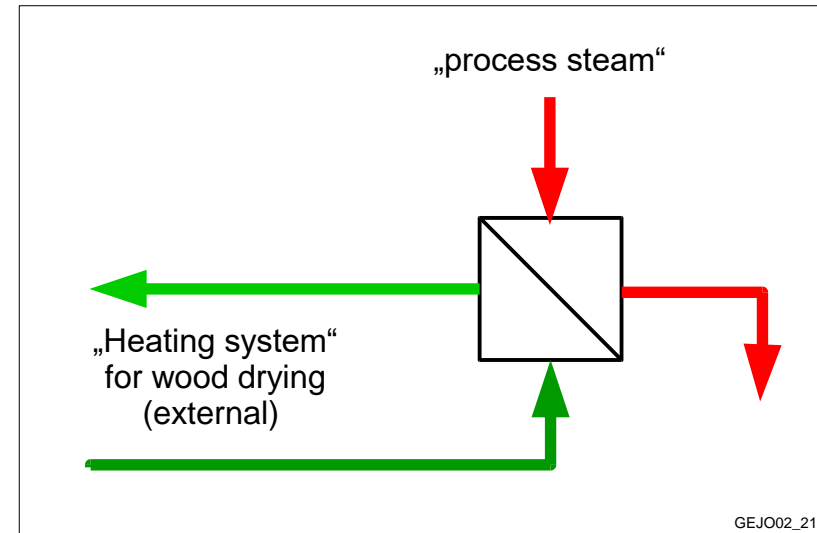 „process steam“
„Heating system“
for wood drying
(external)
GEJO02_21